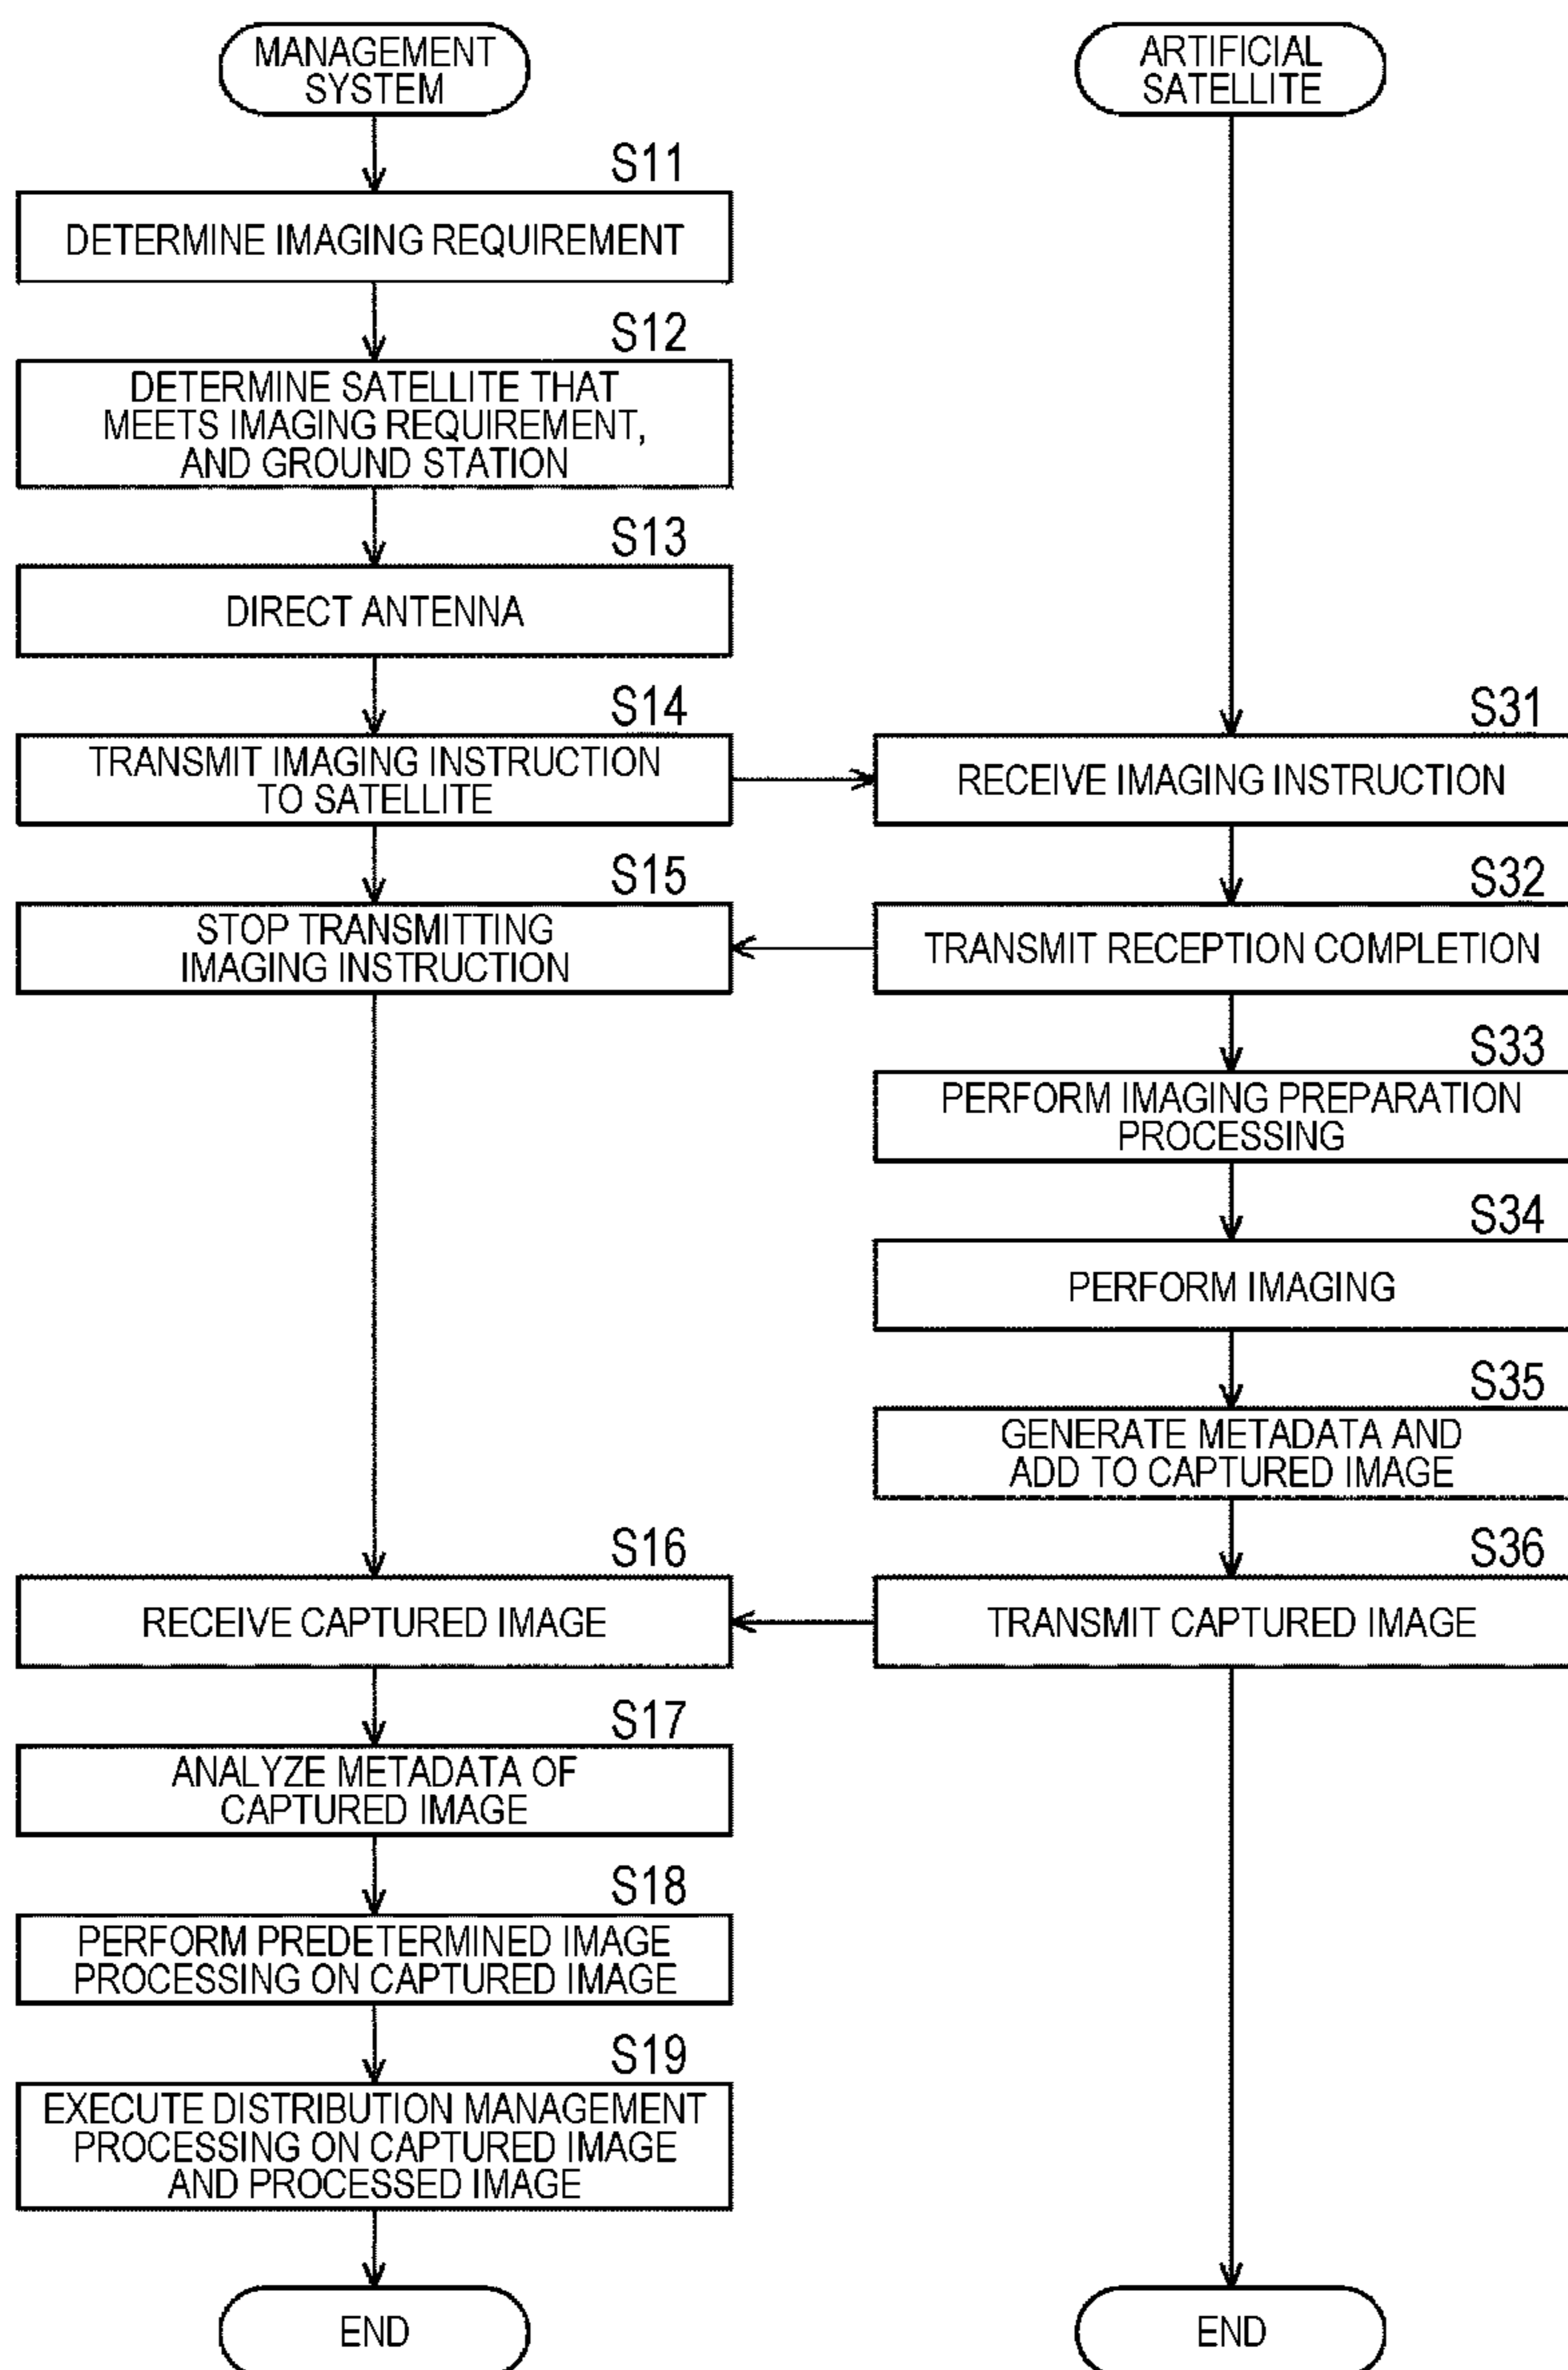 MANAGEMENT
SYSTEM
ARTIFICIAL
SATELLITE
S11
DETERMINE IMAGING REQUIREMENT
S12
DETERMINE SATELLITE THAT
MEETS IMAGING REQUIREMENT,
AND GROUND STATION
S13
DIRECT ANTENNA
S14
TRANSMIT IMAGING INSTRUCTION
TO SATELLITE
S31
RECEIVE IMAGING INSTRUCTION
S15
STOP TRANSMITTING
IMAGING INSTRUCTION
S32
TRANSMIT RECEPTION COMPLETION
S33
PERFORM IMAGING PREPARATION
PROCESSING
S34
PERFORM IMAGING
S35
GENERATE METADATA AND
ADD TO CAPTURED IMAGE
S16
RECEIVE CAPTURED IMAGE
S36
TRANSMIT CAPTURED IMAGE
S17
ANALYZE METADATA OF
CAPTURED IMAGE
S18
PERFORM PREDETERMINED IMAGE
PROCESSING ON CAPTURED IMAGE
S19
EXECUTE DISTRIBUTION MANAGEMENT
PROCESSING ON CAPTURED IMAGE
AND PROCESSED IMAGE
END
END